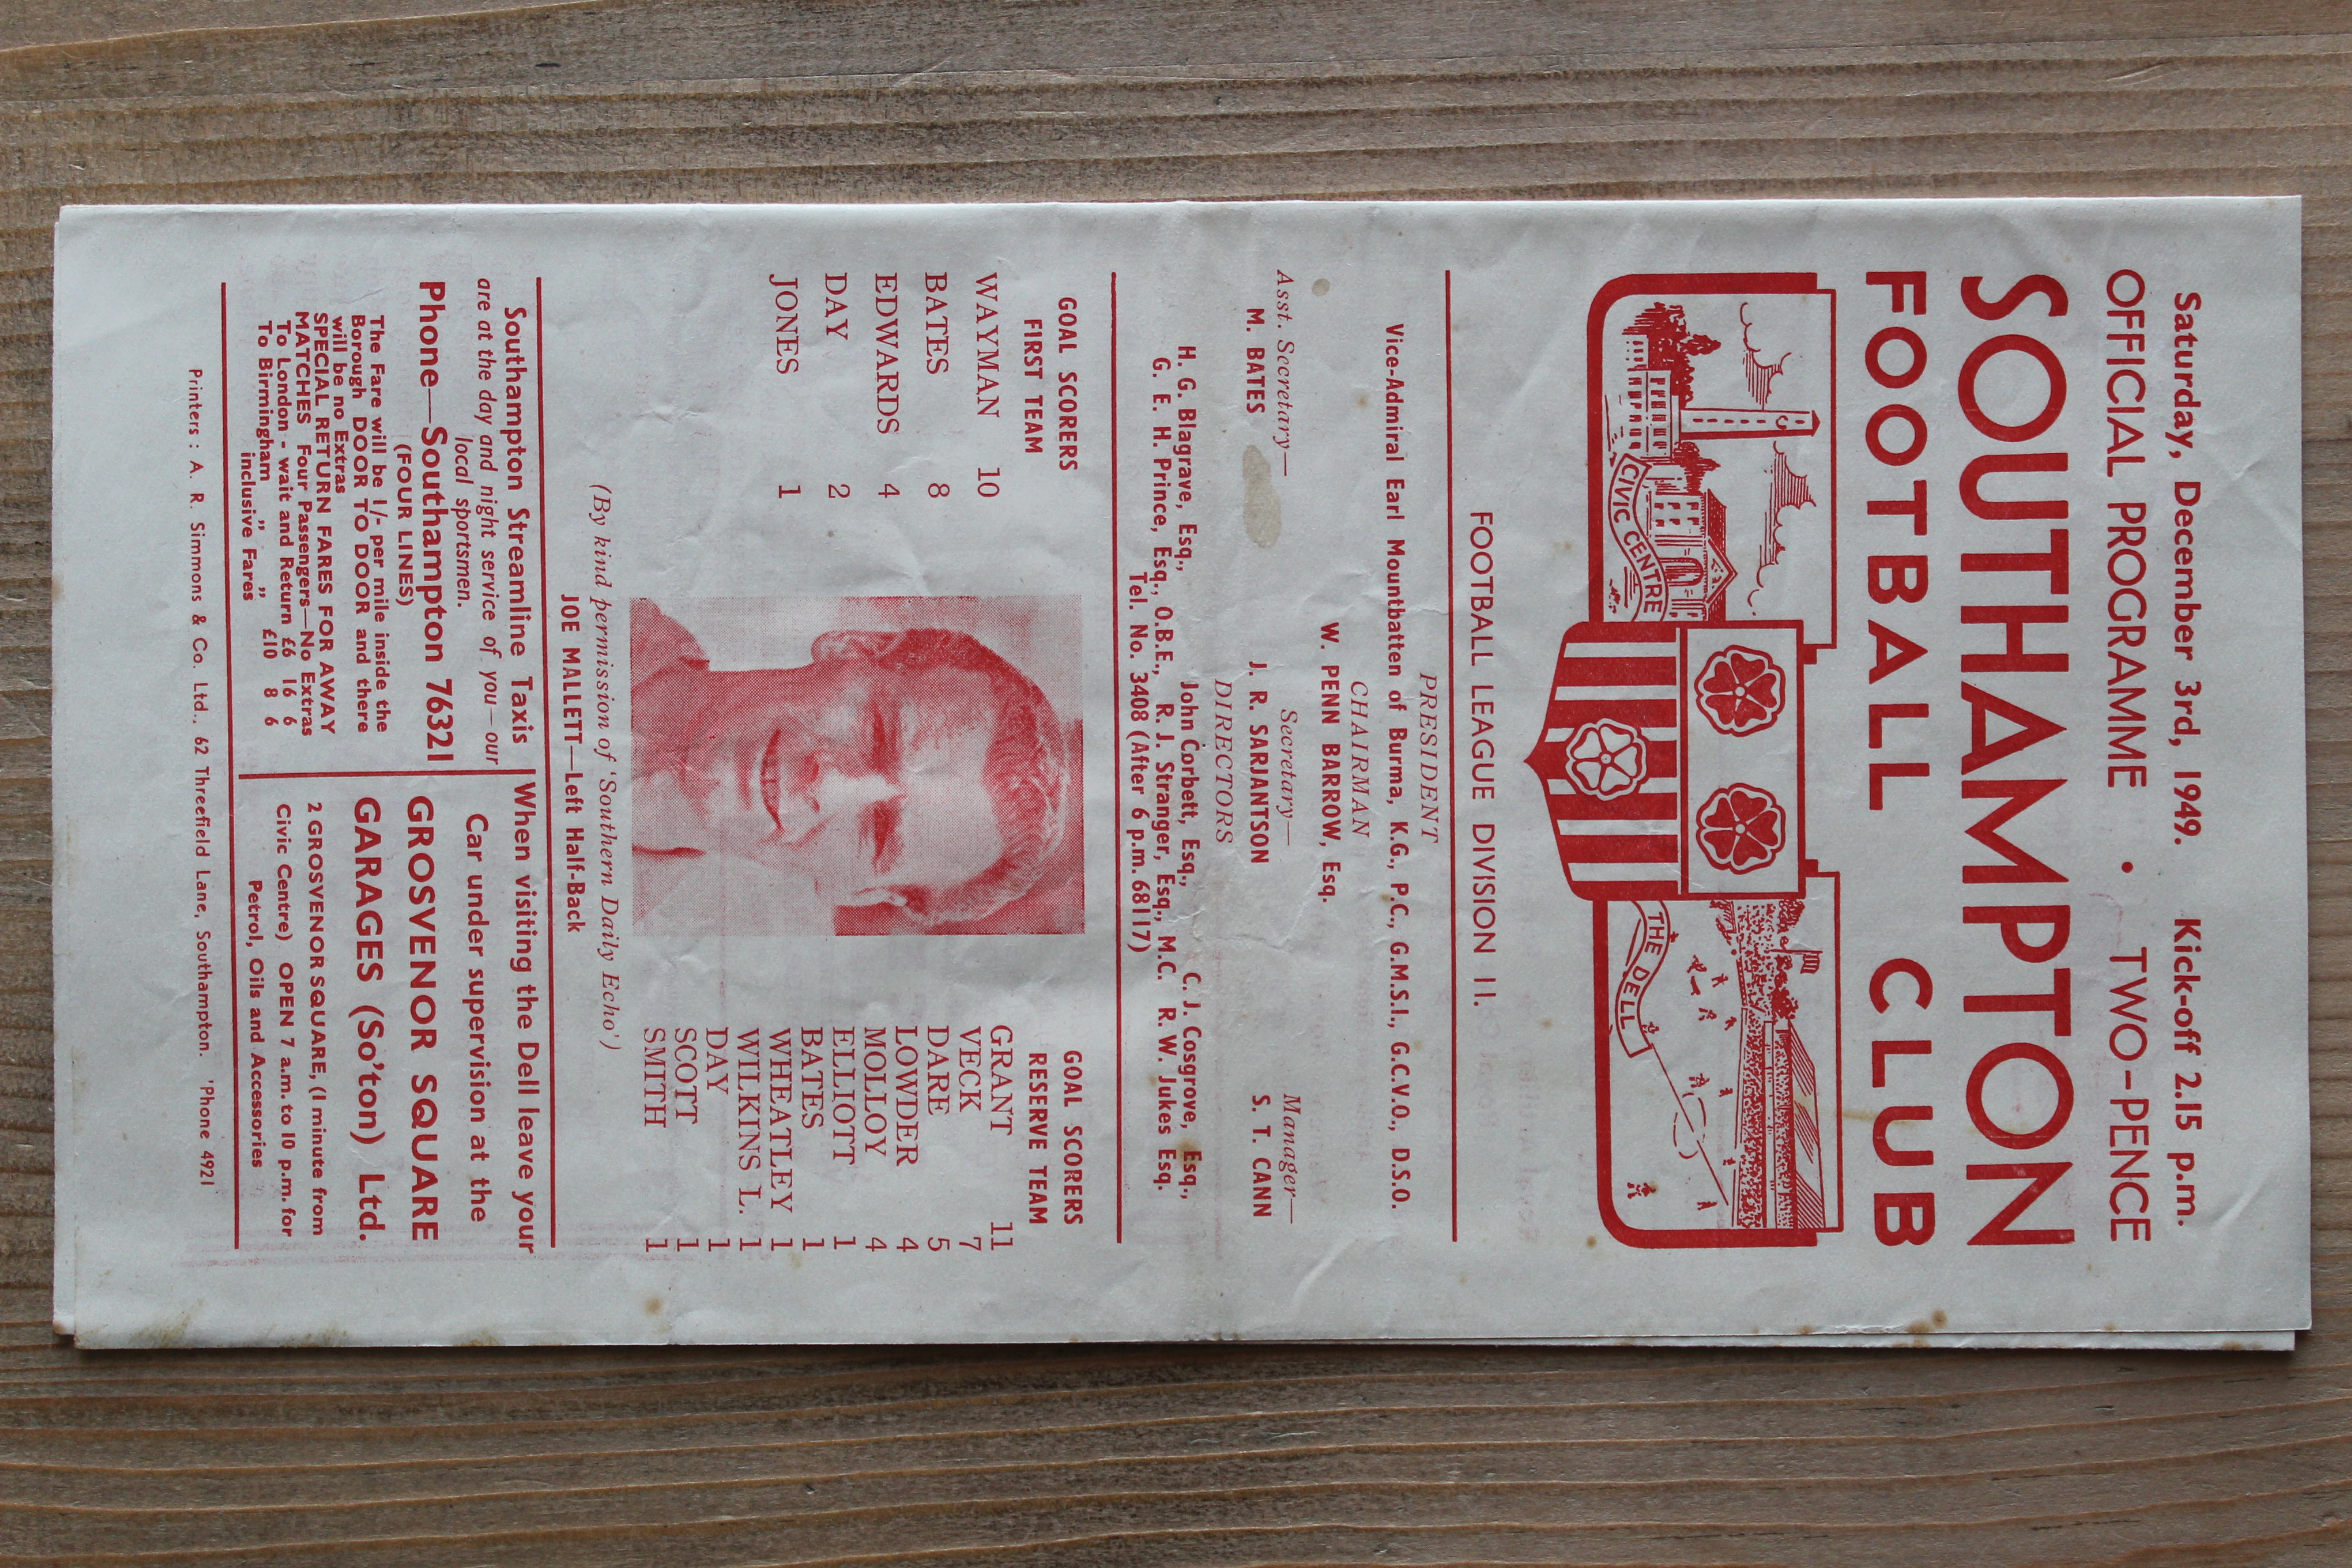 Saturday, December 3rd, 1949. Kick-off 2.15 p.m.
OFFICIAL PROGRAMME • TWO-PENCE
SOUTHAMPTON
FOOTBALL CLUB
CIVIC CENTRE
THE DELL
FOOTBALL LEAGUE DIVISION II.
PRESIDENT
Vice-Admiral Earl Mountbatten of Burma, K.G., P.C., G.M.S.I., G.C.V.O., D.S.O.
CHAIRMAN
W. PENN BARROW, Esq.
Asst. Secretary— Secretary— Manager—
M. BATES J. R. SARJANTSON S. T. CANN
DIRECTORS
H. G. Blagrave, Esq., John Corbett, Esq., C. J. Cosgrove, Esq.,
G. E. H. Prince, Esq., O.B.E., R. J. Stranger, Esq., M.C. R. W. Jukes Esq.
Tel. No. 3408 (After 6 p.m. 68117)
GOAL SCORERS
FIRST TEAM
WAYMAN 10
BATES 8
EDWARDS 4
DAY 2
JONES 1
GOAL SCORERS
RESERVE TEAM
GRANT 11
VECK 7
DARE 5
LOWDER 4
MOLLOY 4
ELLIOTT 1
BATES 1
WHEATLEY 1
WILKINS L. 1
DAY 1
SCOTT 1
SMITH 1
(By kind permission of 'Southern Daily Echo')
JOE MALLETT—Left Half-Back
Southampton Streamline Taxis
are at the day and night service of you—our
local sportsmen.
Phone—Southampton 76321
(FOUR LINES)
The Fare will be 1/- per mile inside the
Borough DOOR TO DOOR and there
will be no Extras
SPECIAL RETURN FARES FOR AWAY
MATCHES Four Passengers—No Extras
To London - wait and Return £6 16 6
To Birmingham " " £10 8 6
inclusive Fares
When visiting the Dell leave your
Car under supervision at the
GROSVENOR SQUARE
GARAGES (So'ton) Ltd.
2 GROSVENOR SQUARE, (1 minute from
Civic Centre) OPEN 7 a.m. to 10 p.m. for
Petrol, Oils and Accessories
Printers : A. R. Simmons & Co. Ltd., 62 Threefield Lane, Southampton. 'Phone 4921